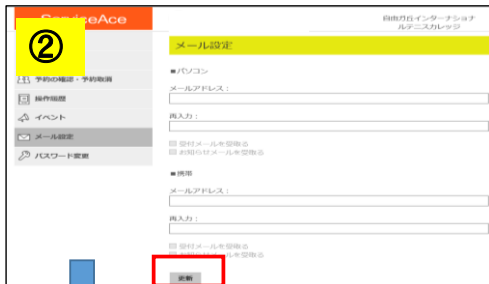 ServiceAce
自由が丘インターナショナ
ルテニスカレッジ
②
メール設定
予約の確認・予約取消
操作履歴
イベント
メール設定
パスワード変更
■パソコン
メールアドレス：
再入力：
受付メールを受取る
お知らせメールを受取る
■携帯
メールアドレス：
再入力：
受付メールを受取る
お知らせメールを受取る
更新